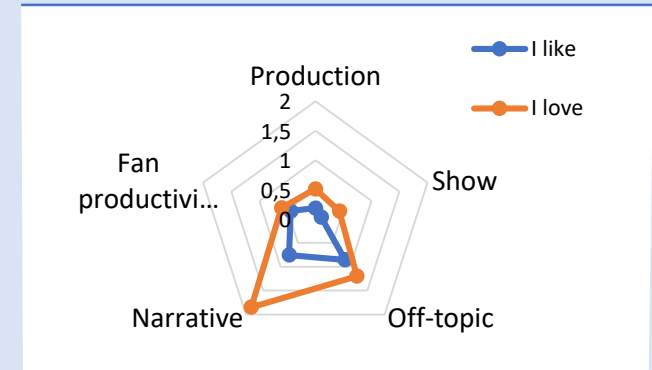 I like
I love
Production
2
1,5
1
0,5
0
Show
Off-topic
Narrative
Fan
productivi...